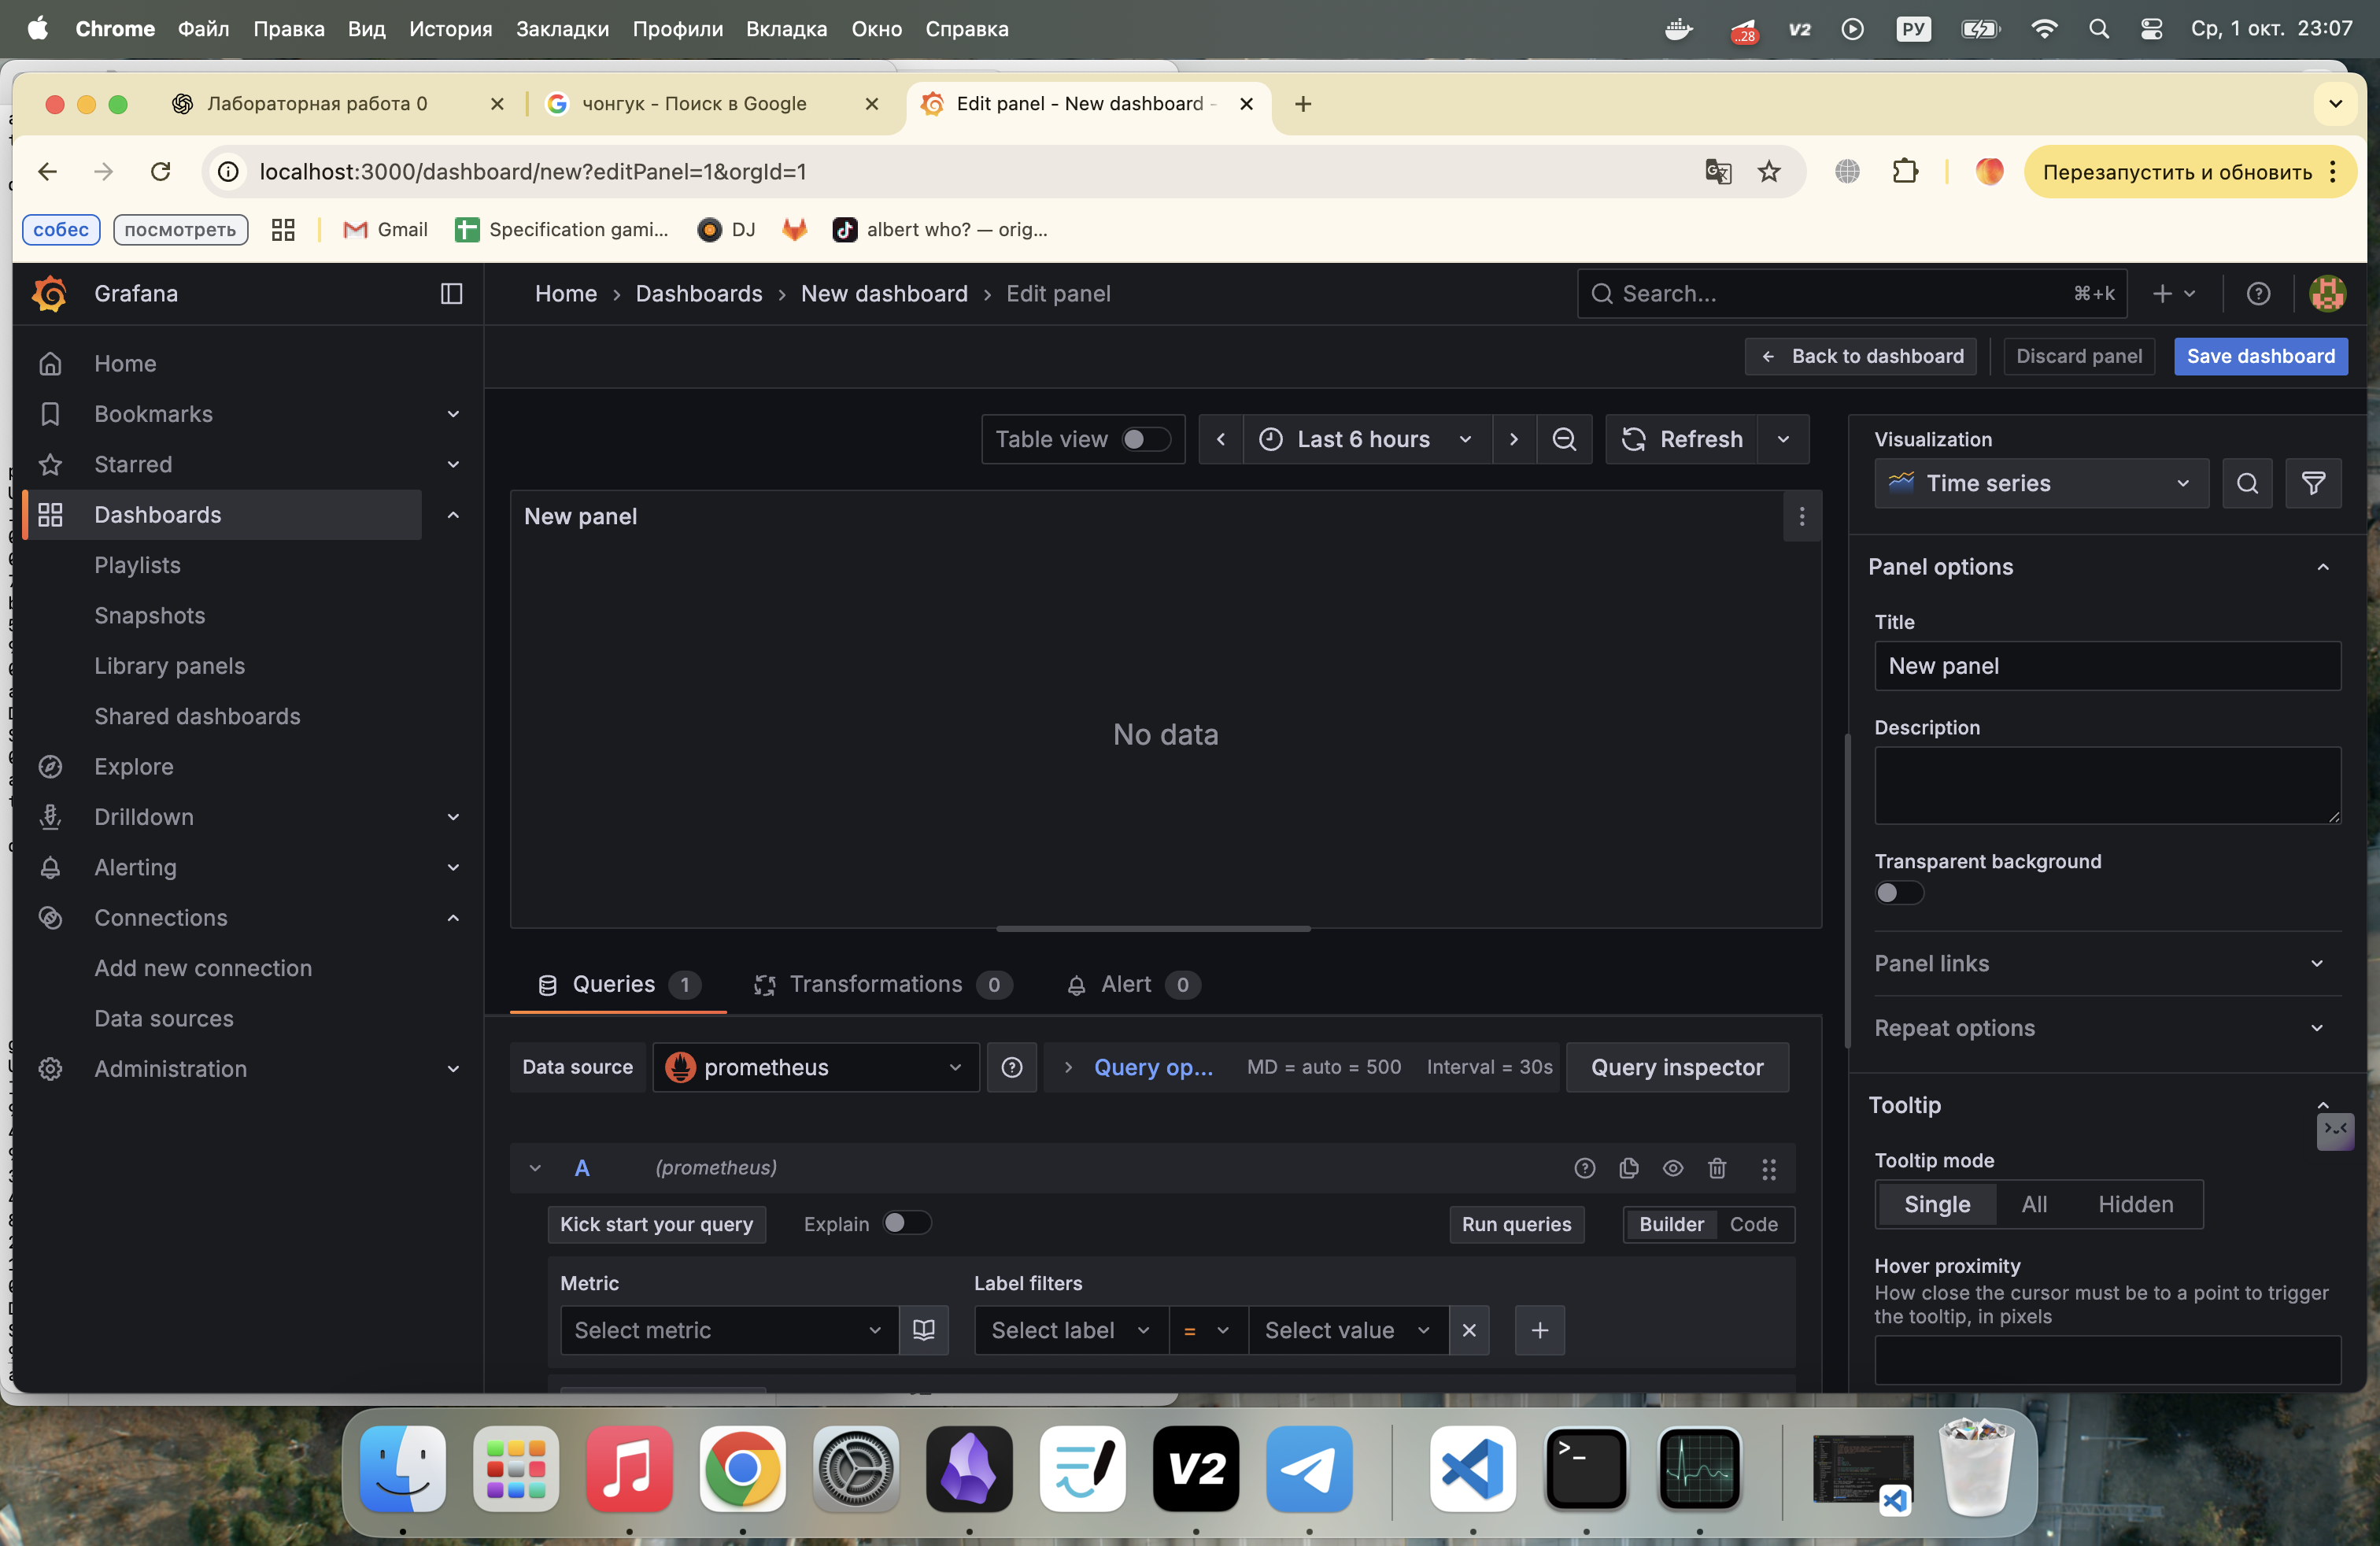 Chrome Файл Правка Вид История Закладки Профили Вкладка Окно Справка
..28 V2 РУ Ср, 1 окт. 23:07
Лабораторная работа 0
чонгук - Поиск в Google
Edit panel - New dashboard -
localhost:3000/dashboard/new?editPanel=1&orgId=1
Перезапустить и обновить
собес посмотреть Gmail Specification gami... DJ albert who? — orig...
Grafana
Home › Dashboards › New dashboard › Edit panel
Search... ⌘+k
Back to dashboard Discard panel Save dashboard
Home
Bookmarks
Starred
Dashboards
Playlists
Snapshots
Library panels
Shared dashboards
Explore
Drilldown
Alerting
Connections
Add new connection
Data sources
Administration
Table view Last 6 hours Refresh
New panel
No data
Queries 1 Transformations 0 Alert 0
Data source prometheus Query op... MD = auto = 500 Interval = 30s Query inspector
A (prometheus)
Kick start your query Explain Run queries Builder Code
Metric Label filters
Select metric Select label = Select value
Visualization
Time series
Panel options
Title
New panel
Description
Transparent background
Panel links
Repeat options
Tooltip
Tooltip mode
Single All Hidden
Hover proximity
How close the cursor must be to a point to trigger
the tooltip, in pixels
V2